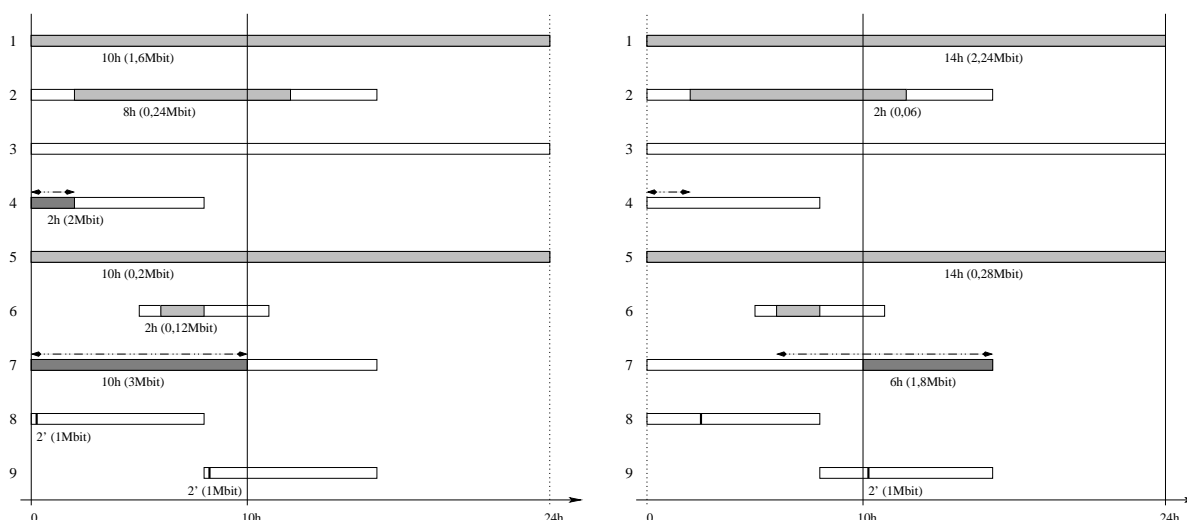 1
10h (1,6Mbit)
2
8h (0,24Mbit)
3
4
2h (2Mbit)
5
10h (0,2Mbit)
6
2h (0,12Mbit)
7
10h (3Mbit)
8
2' (1Mbit)
9
2' (1Mbit)
0
10h
24h
1
14h (2,24Mbit)
2
2h (0,06)
3
4
5
14h (0,28Mbit)
6
7
6h (1,8Mbit)
8
9
2' (1Mbit)
0
10h
24h